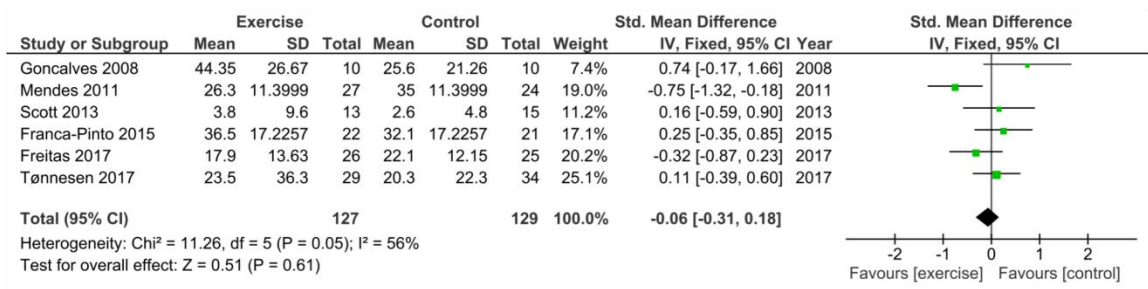 Exercise Control Std. Mean Difference Std. Mean Difference
Study or Subgroup Mean SD Total Mean SD Total Weight IV, Fixed, 95% CI Year IV, Fixed, 95% CI
Goncalves 2008 44.35 26.67 10 25.6 21.26 10 7.4% 0.74 [-0.17, 1.66] 2008
Mendes 2011 26.3 11.3999 27 35 11.3999 24 19.0% -0.75 [-1.32, -0.18] 2011
Scott 2013 3.8 9.6 13 2.6 4.8 15 11.2% 0.16 [-0.59, 0.90] 2013
Franca-Pinto 2015 36.5 17.2257 22 32.1 17.2257 21 17.1% 0.25 [-0.35, 0.85] 2015
Freitas 2017 17.9 13.63 26 22.1 12.15 25 20.2% -0.32 [-0.87, 0.23] 2017
Tønnesen 2017 23.5 36.3 29 20.3 22.3 34 25.1% 0.11 [-0.39, 0.60] 2017
Total (95% CI) 127 129 100.0% -0.06 [-0.31, 0.18]
Heterogeneity: Chi² = 11.26, df = 5 (P = 0.05); I² = 56%
Test for overall effect: Z = 0.51 (P = 0.61)
-2 -1 0 1 2
Favours [exercise] Favours [control]